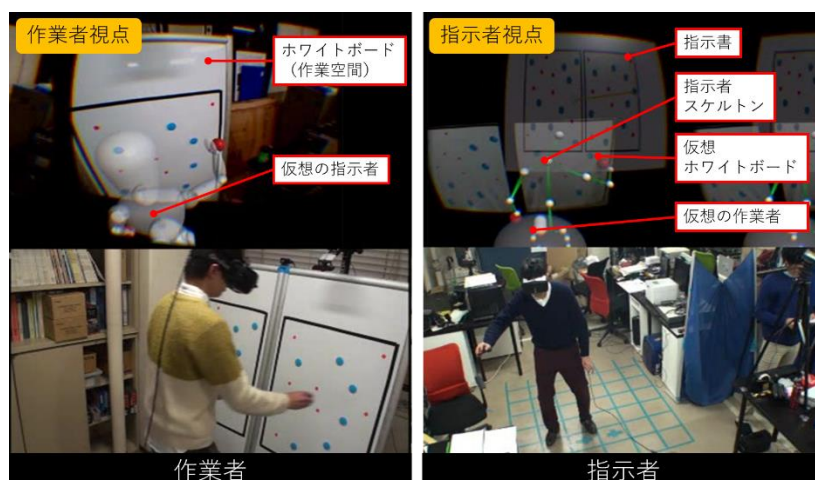 作業者視点
ホワイトボード
（作業空間）
仮想の指示者
作業者
指示者視点
指示書
指示者
スケルトン
仮想
ホワイトボード
仮想の作業者
指示者